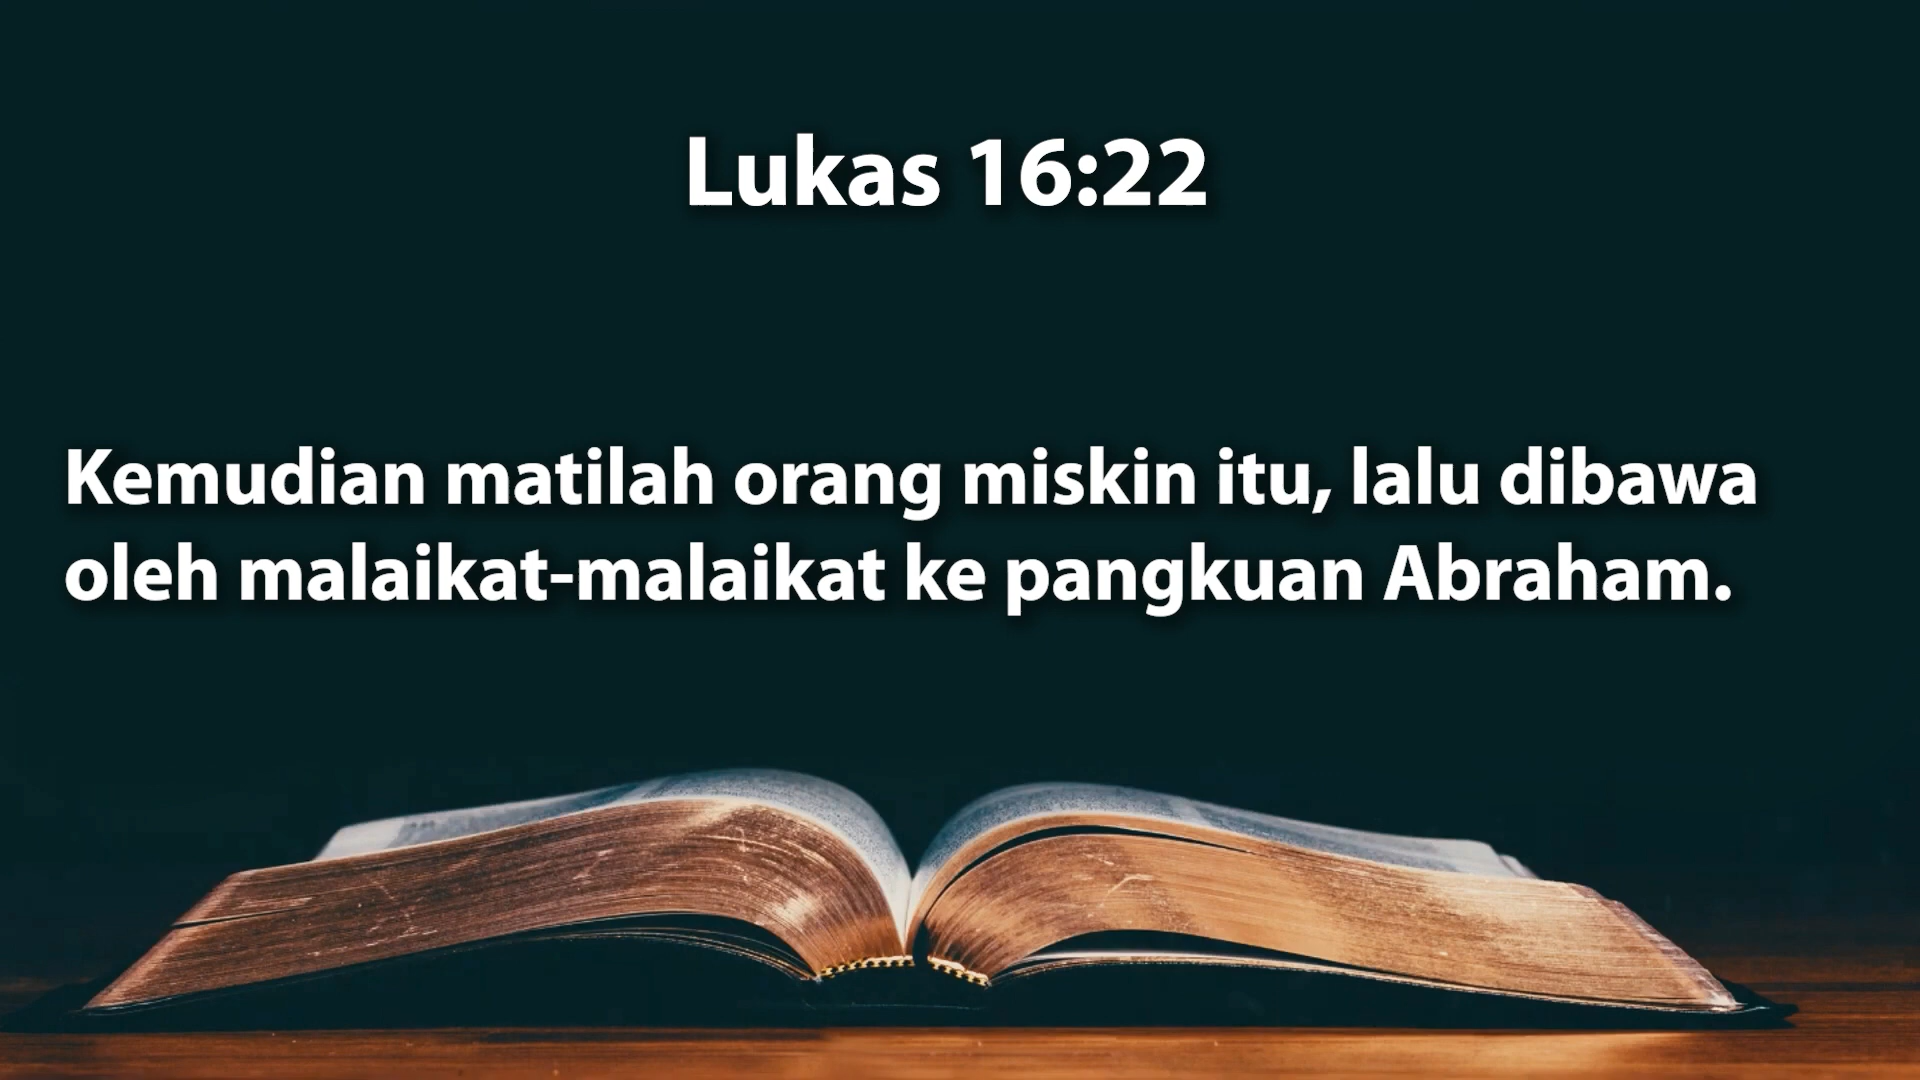 Lukas 16:22
Kemudian matilah orang miskin itu, lalu dibawa
oleh malaikat-malaikat ke pangkuan Abraham.